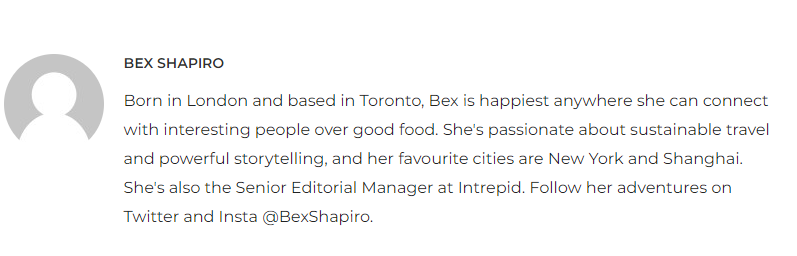 BEX SHAPIRO
Born in London and based in Toronto, Bex is happiest anywhere she can connect
with interesting people over good food. She's passionate about sustainable travel
and powerful storytelling, and her favourite cities are New York and Shanghai.
She's also the Senior Editorial Manager at Intrepid. Follow her adventures on
Twitter and Insta @BexShapiro.